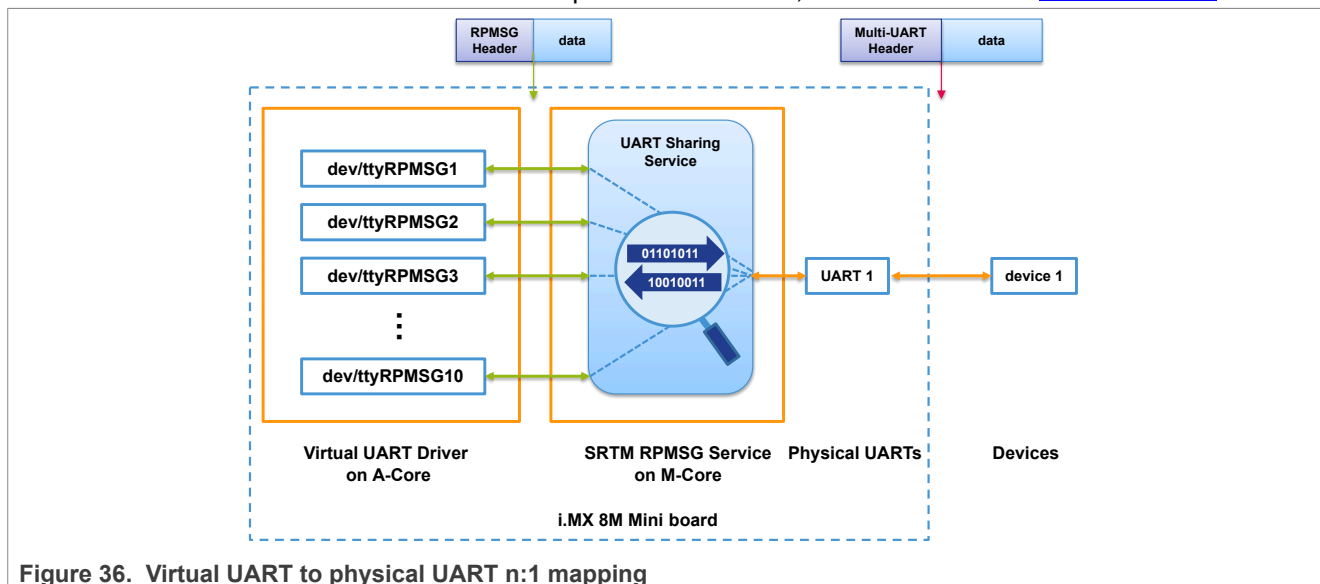 RPMSG
Header
data
Multi-UART
Header
data
UART Sharing
Service
dev/ttyRPMSG1
dev/ttyRPMSG2
dev/ttyRPMSG3
⋮
dev/ttyRPMSG10
01101011
10010011
UART 1
device 1
Virtual UART Driver
on A-Core
SRTM RPMSG Service
on M-Core
Physical UARTs
Devices
i.MX 8M Mini board
Figure 36. Virtual UART to physical UART n:1 mapping